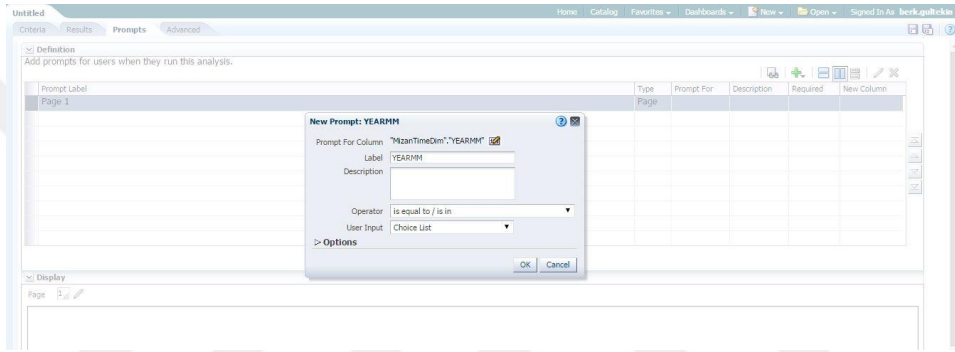 Untitled
Home Catalog Favorites Dashboards New Open Signed In As berk.gultekin
Criteria Results Prompts Advanced
Definition
Add prompts for users when they run this analysis.
Prompt Label Type Prompt For Description Required New Column
Page 1 Page
New Prompt: YEARMM
Prompt For Column "MizanTimeDim"."YEARMM"
Label YEARMM
Description
Operator is equal to / is in
User Input Choice List
Options
OK Cancel
Display
Page 1